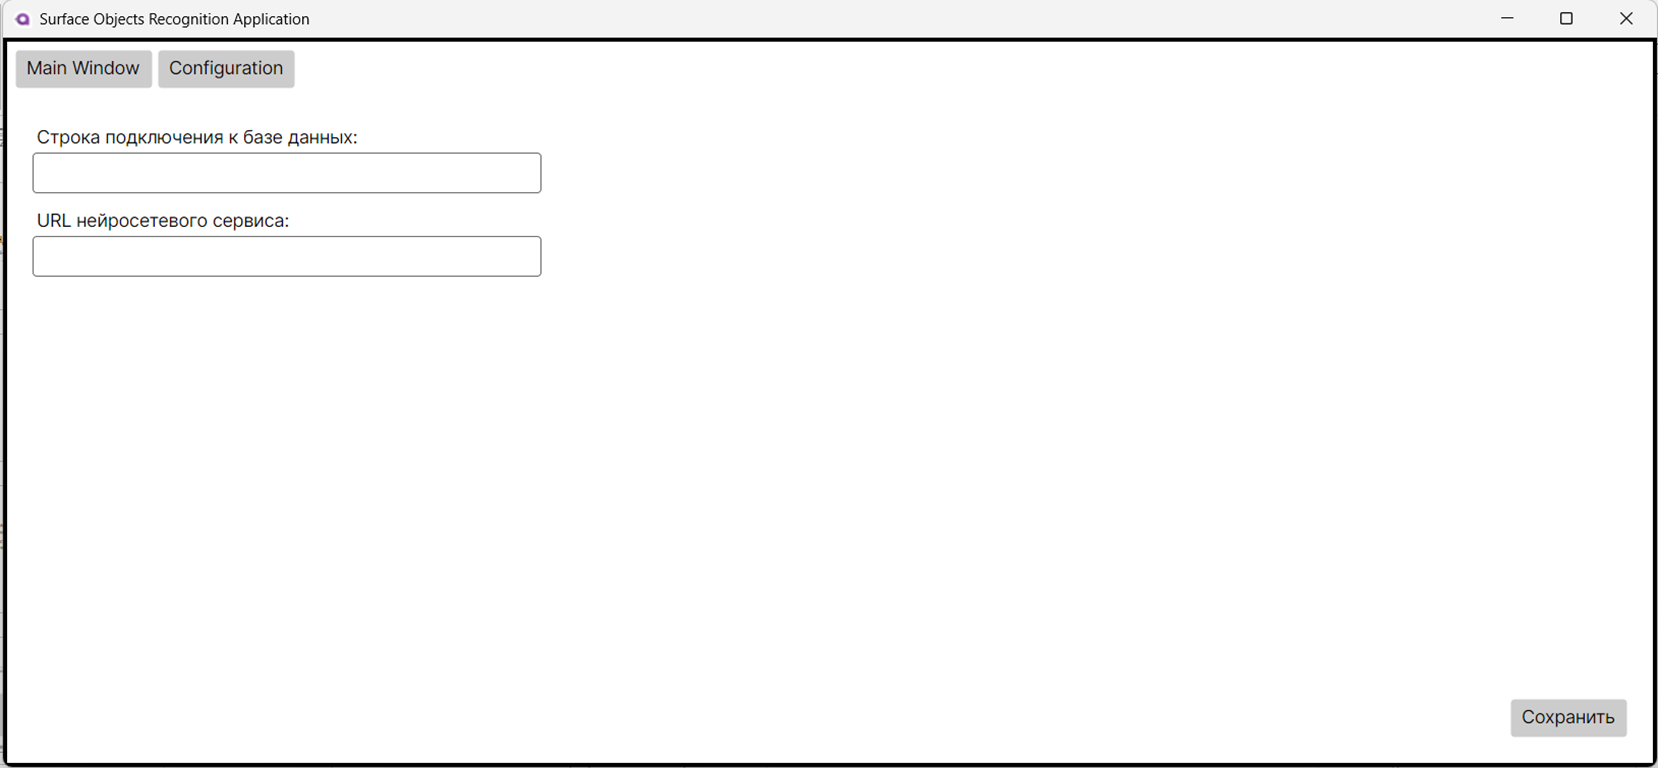 Surface Objects Recognition Application
Main Window Configuration
Строка подключения к базе данных:
URL нейросетевого сервиса:
Сохранить